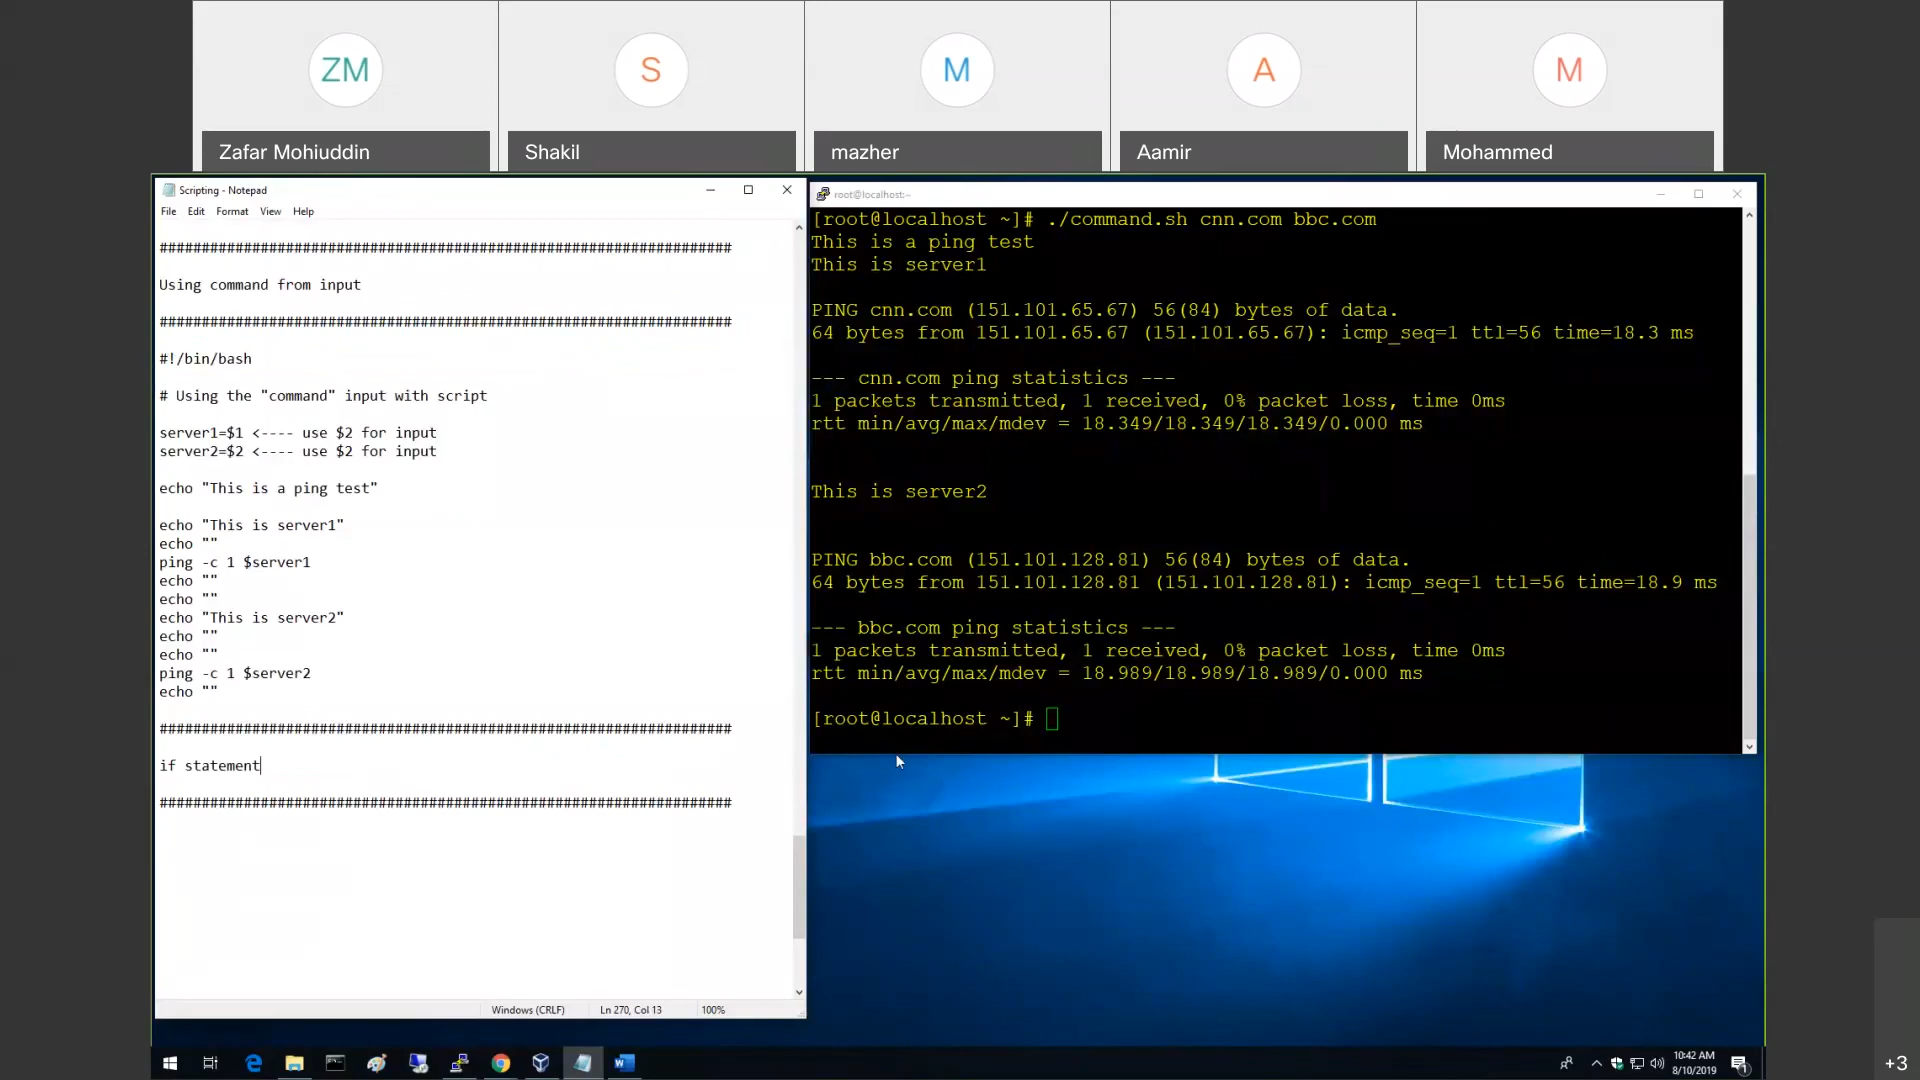 ZM
S
M
A
M
Zafar Mohiuddin
Shakil
mazher
Aamir
Mohammed
Scripting - Notepad
File Edit Format View Help
####################################################################
Using command from input
####################################################################
#!/bin/bash
# Using the "command" input with script
server1=$1 <---- use $2 for input
server2=$2 <---- use $2 for input
echo "This is a ping test"
echo "This is server1"
echo ""
ping -c 1 $server1
echo ""
echo ""
echo "This is server2"
echo ""
echo ""
ping -c 1 $server2
echo ""
####################################################################
if statement
####################################################################
Windows (CRLF) Ln 270, Col 13 100%
root@localhost:~
[root@localhost ~]# ./command.sh cnn.com bbc.com
This is a ping test
This is server1
PING cnn.com (151.101.65.67) 56(84) bytes of data.
64 bytes from 151.101.65.67 (151.101.65.67): icmp_seq=1 ttl=56 time=18.3 ms
--- cnn.com ping statistics ---
1 packets transmitted, 1 received, 0% packet loss, time 0ms
rtt min/avg/max/mdev = 18.349/18.349/18.349/0.000 ms
This is server2
PING bbc.com (151.101.128.81) 56(84) bytes of data.
64 bytes from 151.101.128.81 (151.101.128.81): icmp_seq=1 ttl=56 time=18.9 ms
--- bbc.com ping statistics ---
1 packets transmitted, 1 received, 0% packet loss, time 0ms
rtt min/avg/max/mdev = 18.989/18.989/18.989/0.000 ms
[root@localhost ~]#
10:42 AM
8/10/2019
1
+3